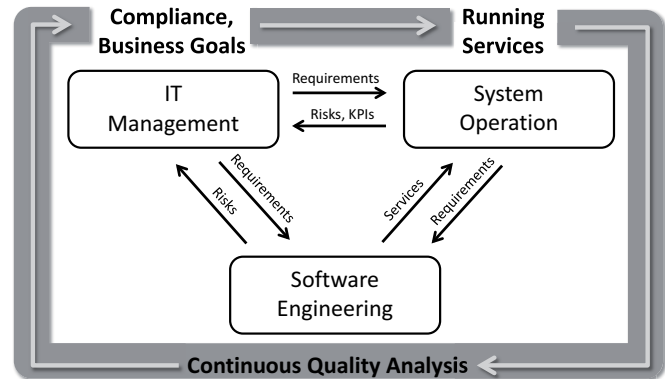 Compliance,
Business Goals
Running
Services
IT
Management
Requirements
Risks, KPIs
System
Operation
Risks
Requirements
Services
Requirements
Software
Engineering
Continuous Quality Analysis